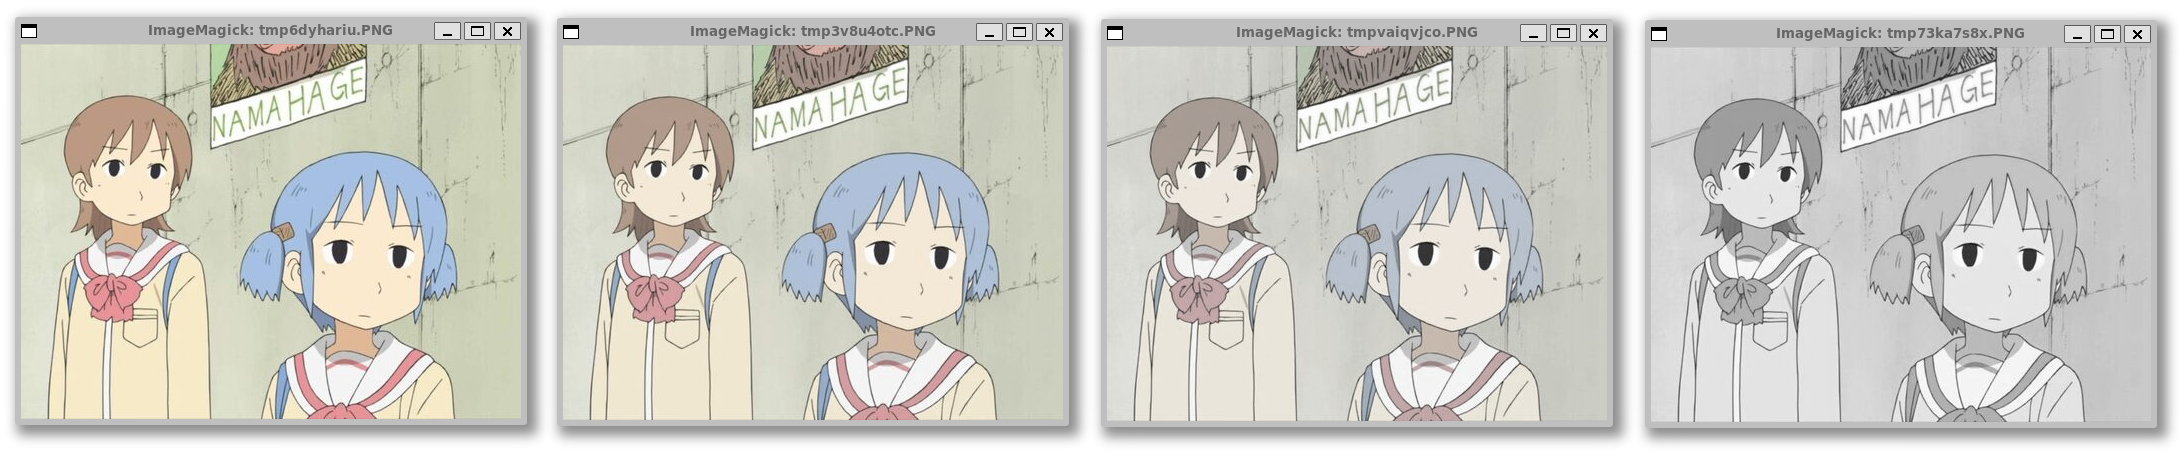 ImageMagick: tmp6dyhariu.PNG
NAMAHAGE
ImageMagick: tmp3v8u4otc.PNG
NAMAHAGE
ImageMagick: tmpvaiqvjco.PNG
NAMAHAGE
ImageMagick: tmp73ka7s8x.PNG
NAMAHAGE